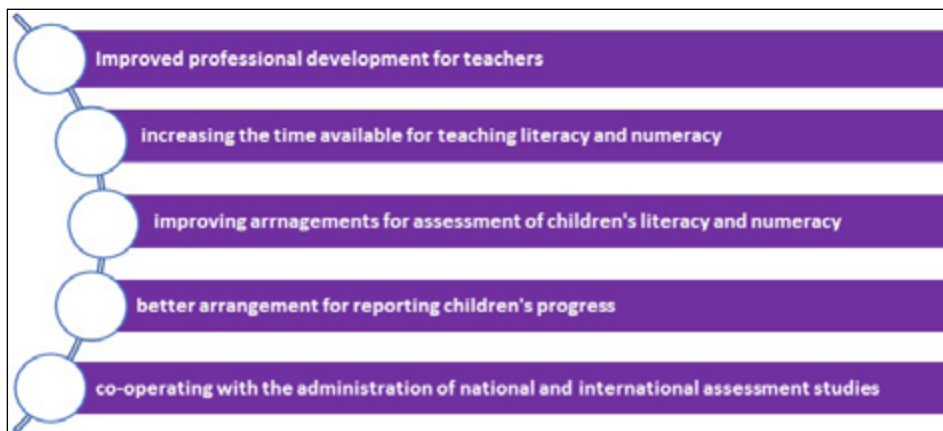 Improved professional development for teachers
increasing the time available for teaching literacy and numeracy
improving arrnagements for assessment of children's literacy and numeracy
better arrangement for reporting children's progress
co-operating with the administration of national and international assessment studies